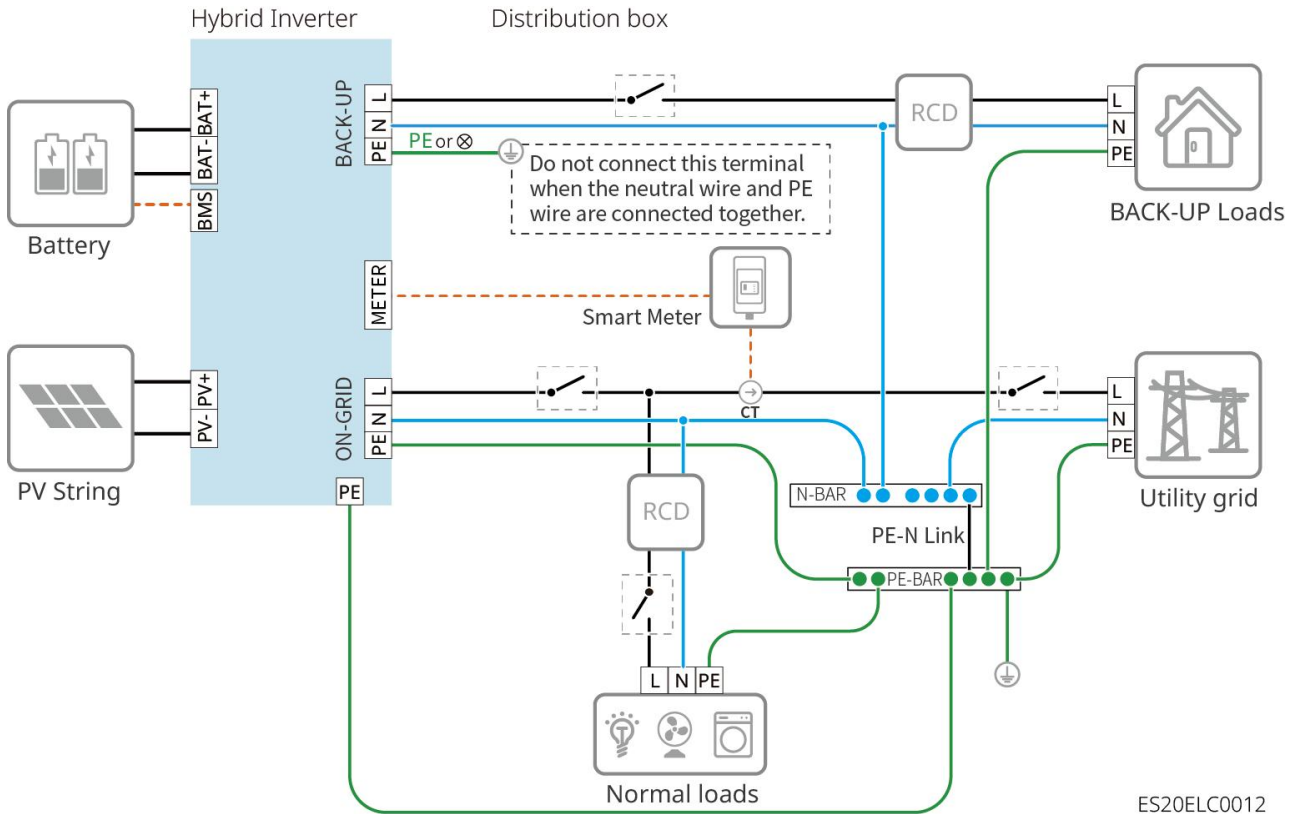 Hybrid Inverter
Distribution box
BAT+
BAT-
BMS
Battery
BACK-UP
L
N
PE
PE or ⊗
Do not connect this terminal
when the neutral wire and PE
wire are connected together.
RCD
L
N
PE
BACK-UP Loads
METER
Smart Meter
CT
PV+
PV-
PV String
ON-GRID
L
N
PE
PE
L
N
PE
Utility grid
RCD
N-BAR
PE-N Link
PE-BAR
L
N
PE
Normal loads
ES20ELC0012